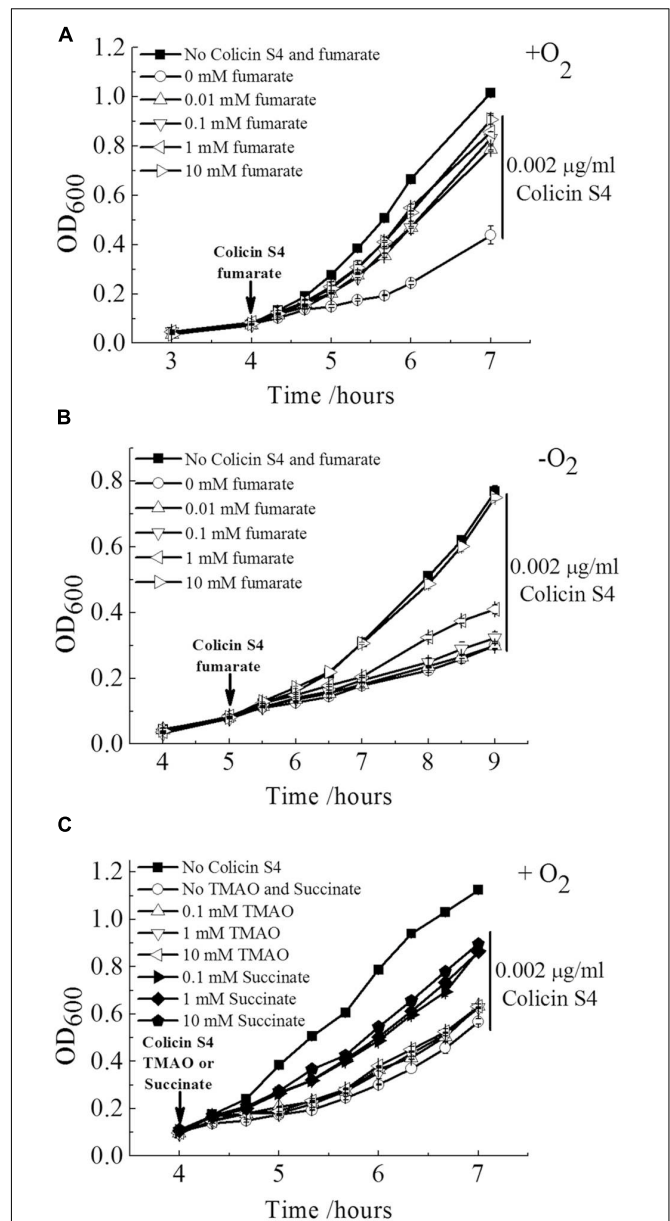 A
+O2
No Colicin S4 and fumarate
0 mM fumarate
0.01 mM fumarate
0.1 mM fumarate
1 mM fumarate
10 mM fumarate
0.002 μg/ml
Colicin S4
Colicin S4
fumarate
OD600
1.2
1.0
0.8
0.6
0.4
0.2
0.0
3 4 5 6 7
Time /hours
B
-O2
No Colicin S4 and fumarate
0 mM fumarate
0.01 mM fumarate
0.1 mM fumarate
1 mM fumarate
10 mM fumarate
0.002 μg/ml
Colicin S4
Colicin S4
fumarate
OD600
0.8
0.6
0.4
0.2
0.0
4 5 6 7 8 9
Time /hours
C
+ O2
No Colicin S4
No TMAO and Succinate
0.1 mM TMAO
1 mM TMAO
10 mM TMAO
0.1 mM Succinate
1 mM Succinate
10 mM Succinate
0.002 μg/ml
Colicin S4
Colicin S4
TMAO or
Succinate
OD600
1.2
1.0
0.8
0.6
0.4
0.2
0.0
4 5 6 7
Time /hours